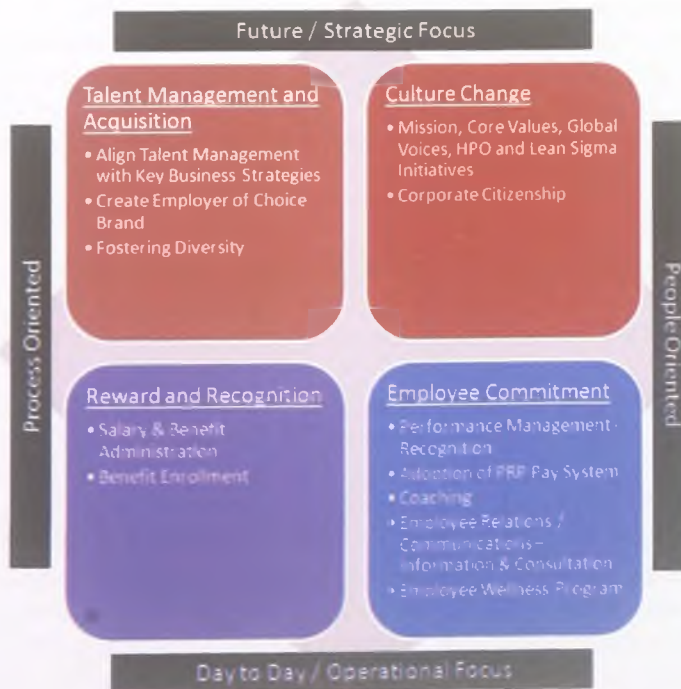 Future / Strategic Focus
Talent Management and
Acquisition
• Align Talent Management
with Key Business Strategies
• Create Employer of Choice
Brand
• Fostering Diversity
Culture Change
• Mission, Core Values, Global
Voices, HPO and Lean Sigma
Initiatives
• Corporate Citizenship
Process Oriented
People Oriented
Reward and Recognition
• Salary & Benefit
Administration
• Benefit Enrollment
Employee Commitment
• Performance Management -
Recognition
• Adoption of PRP Pay System
• Coaching
• Employee Relations /
Communications –
Information & Consultation
• Employee Wellness Program
Day to Day / Operational Focus